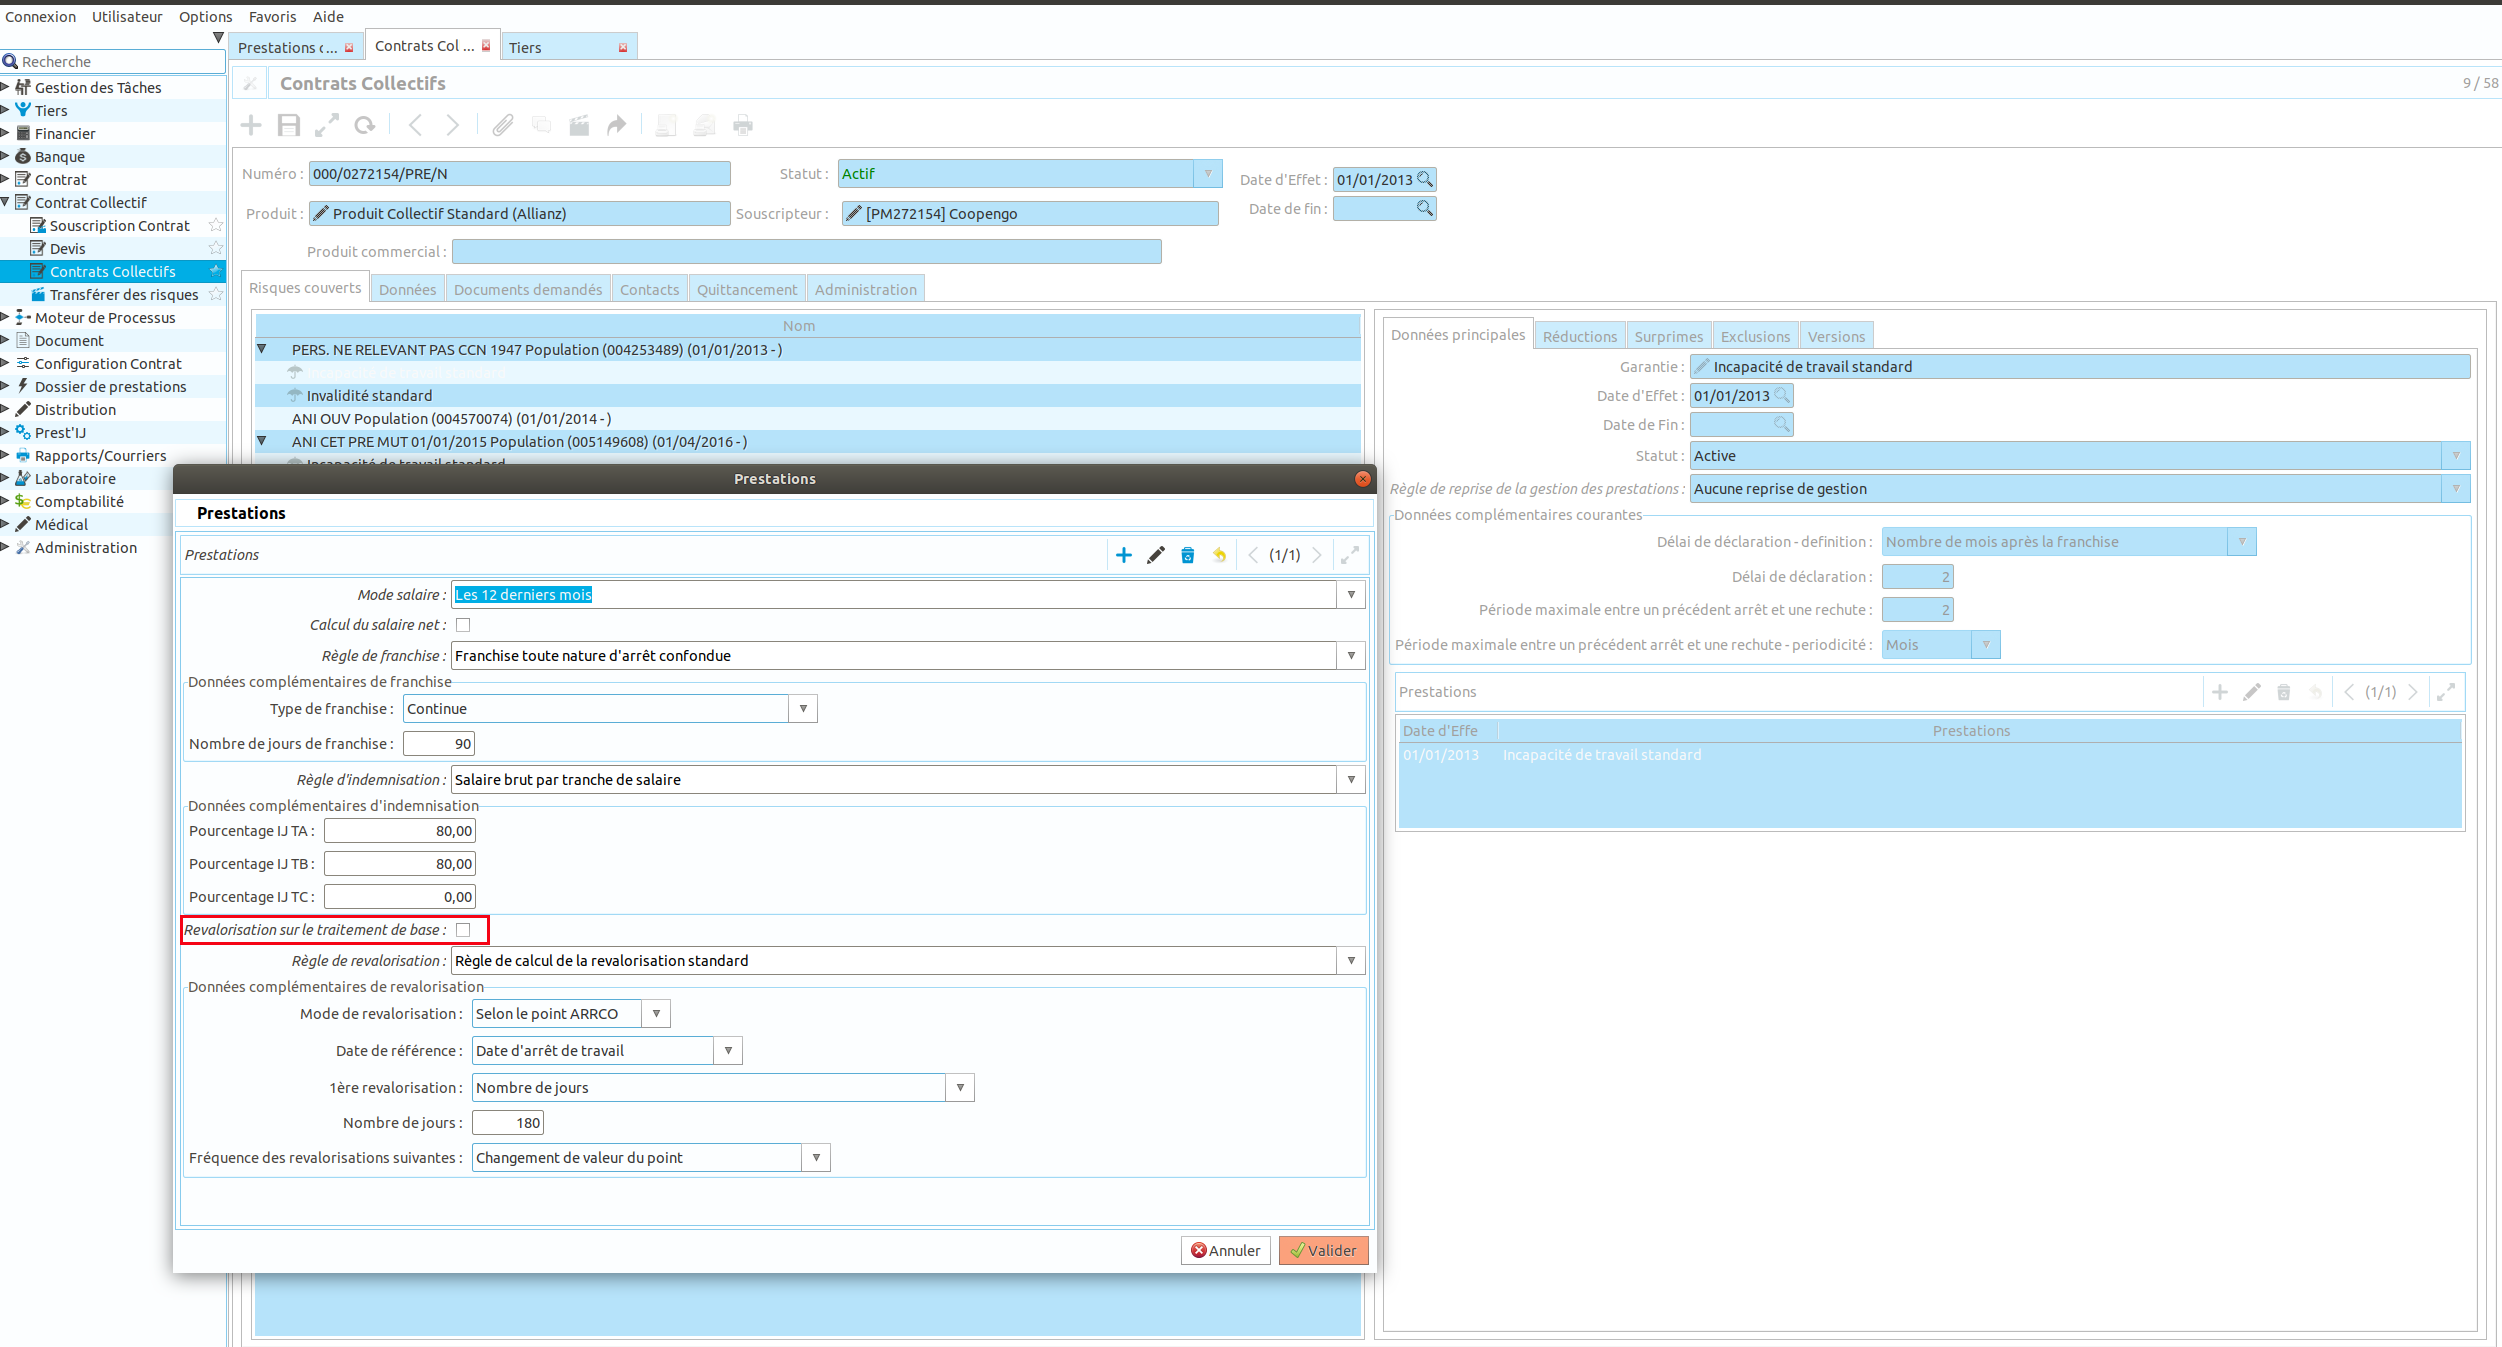 Connexion Utilisateur Options Favoris Aide
Prestations c ... Contrats Col ... Tiers
Recherche
Gestion des Tâches
Tiers
Financier
Banque
Contrat
Contrat Collectif
Souscription Contrat
Devis
Contrats Collectifs
Transférer des risques
Moteur de Processus
Document
Configuration Contrat
Dossier de prestations
Distribution
Prest'IJ
Rapports/Courriers
Laboratoire
Comptabilité
Médical
Administration
Contrats Collectifs 9 / 58
Numéro : 000/0272154/PRE/N Statut : Actif Date d'Effet : 01/01/2013
Produit : Produit Collectif Standard (Allianz) Souscripteur : [PM272154] Coopengo Date de fin :
Produit commercial :
Risques couverts Données Documents demandés Contacts Quittancement Administration
Nom
PERS. NE RELEVANT PAS CCN 1947 Population (004253489) (01/01/2013 - )
Incapacité de travail standard
Invalidité standard
ANI OUV Population (004570074) (01/01/2014 - )
ANI CET PRE MUT 01/01/2015 Population (005149608) (01/04/2016 - )
Incapacité de travail standard
Données principales Réductions Surprimes Exclusions Versions
Garantie : Incapacité de travail standard
Date d'Effet : 01/01/2013
Date de Fin :
Statut : Active
Règle de reprise de la gestion des prestations : Aucune reprise de gestion
Données complémentaires courantes
Délai de déclaration - definition : Nombre de mois après la franchise
Délai de déclaration : 2
Période maximale entre un précédent arrêt et une rechute : 2
Période maximale entre un précédent arrêt et une rechute - periodicité : Mois
Prestations (1/1)
Date d'Effe Prestations
01/01/2013 Incapacité de travail standard
Prestations
Prestations
Prestations (1/1)
Mode salaire : Les 12 derniers mois
Calcul du salaire net :
Règle de franchise : Franchise toute nature d'arrêt confondue
Données complémentaires de franchise
Type de franchise : Continue
Nombre de jours de franchise : 90
Règle d'indemnisation : Salaire brut par tranche de salaire
Données complémentaires d'indemnisation
Pourcentage IJ TA : 80,00
Pourcentage IJ TB : 80,00
Pourcentage IJ TC : 0,00
Revalorisation sur le traitement de base :
Règle de revalorisation : Règle de calcul de la revalorisation standard
Données complémentaires de revalorisation
Mode de revalorisation : Selon le point ARRCO
Date de référence : Date d'arrêt de travail
1ère revalorisation : Nombre de jours
Nombre de jours : 180
Fréquence des revalorisations suivantes : Changement de valeur du point
Annuler Valider